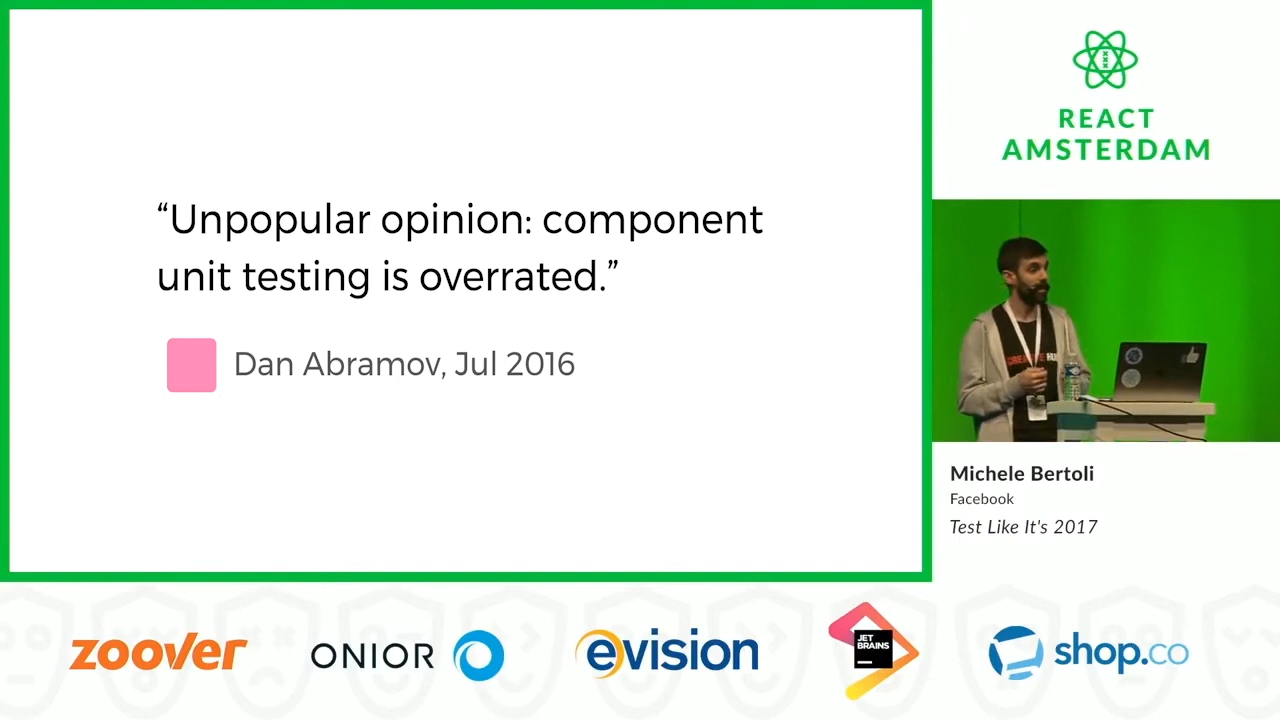 “Unpopular opinion: component
unit testing is overrated.”
Dan Abramov, Jul 2016
REACT
AMSTERDAM
Michele Bertoli
Facebook
Test Like It's 2017
zoover
ONIOR
evision
JET
BRAINS
shop.co